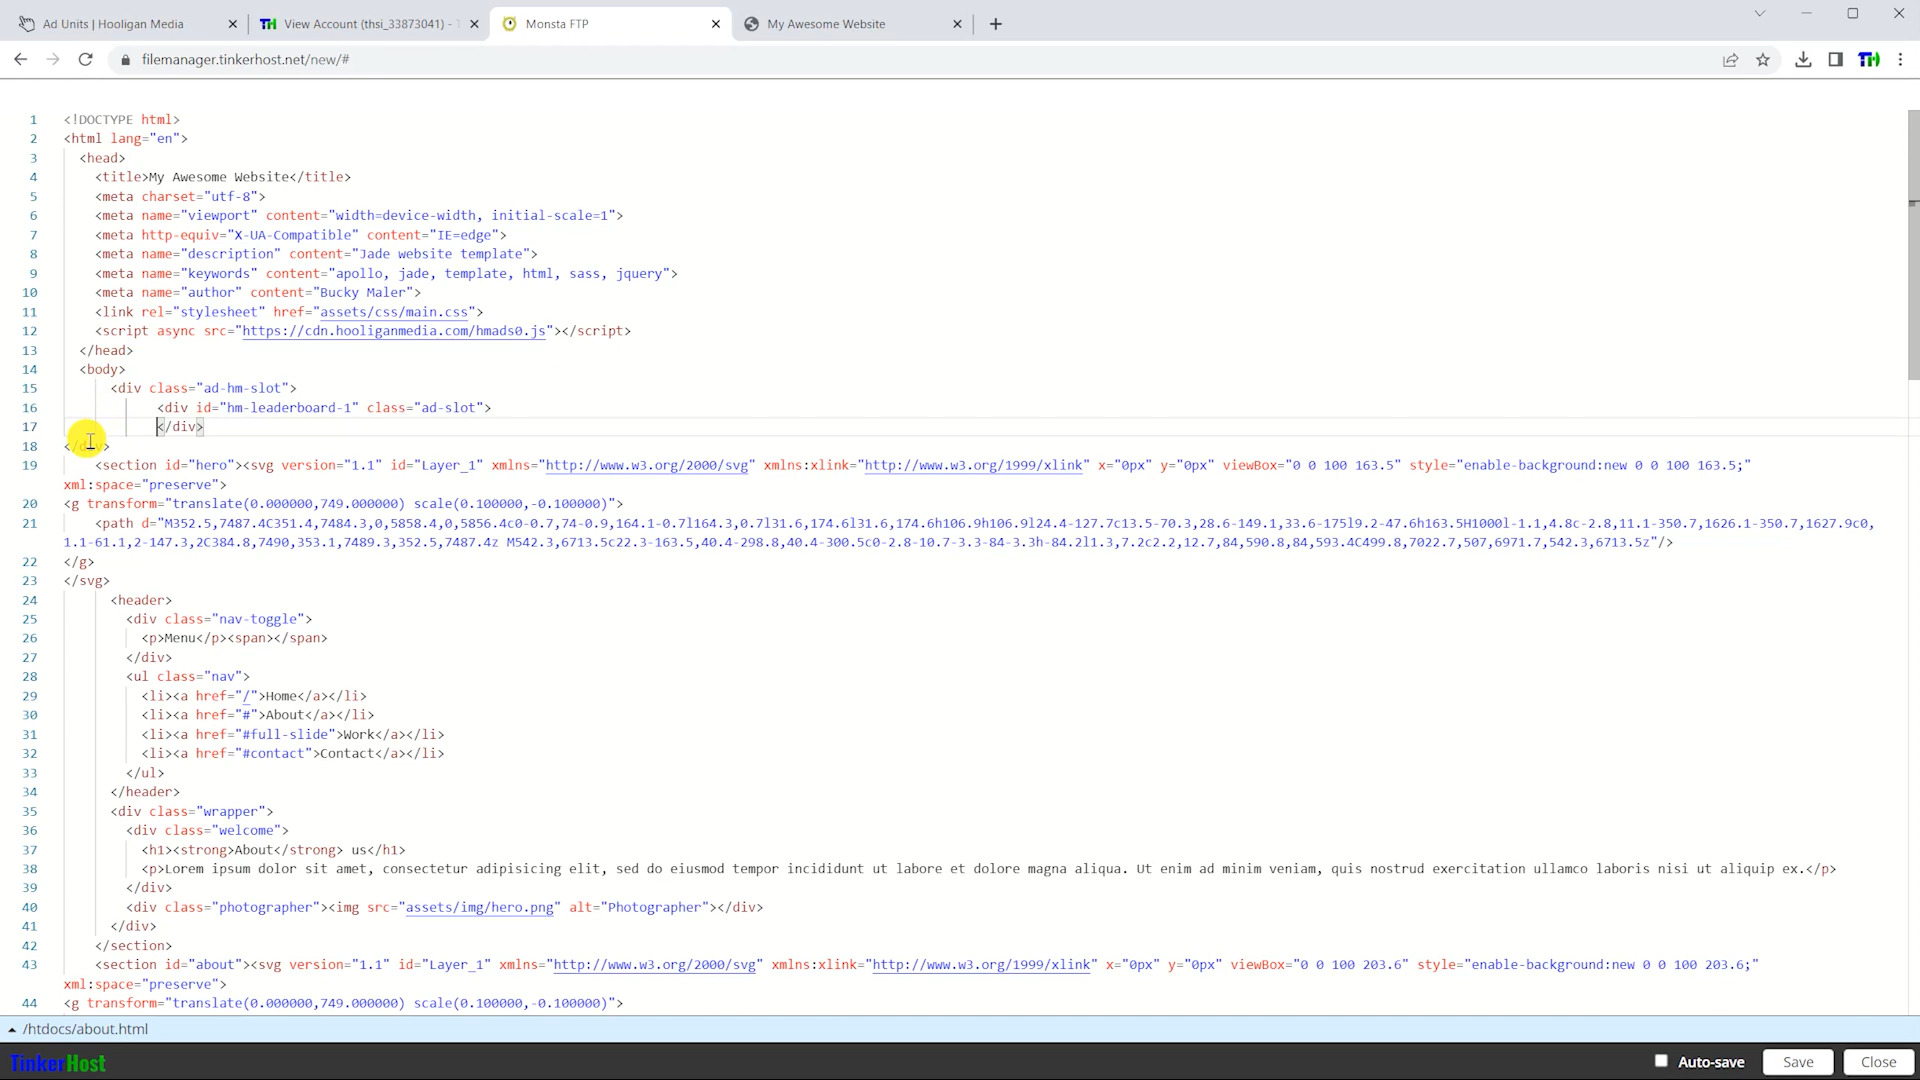 Ad Units | Hooligan Media
TH View Account (thsi_33873041) - T
Monsta FTP
My Awesome Website
filemanager.tinkerhost.net/new/#
TH
1 <!DOCTYPE html>
2 <html lang="en">
3 <head>
4 <title>My Awesome Website</title>
5 <meta charset="utf-8">
6 <meta name="viewport" content="width=device-width, initial-scale=1">
7 <meta http-equiv="X-UA-Compatible" content="IE=edge">
8 <meta name="description" content="Jade website template">
9 <meta name="keywords" content="apollo, jade, template, html, sass, jquery">
10 <meta name="author" content="Bucky Maler">
11 <link rel="stylesheet" href="assets/css/main.css">
12 <script async src="https://cdn.hooliganmedia.com/hmads0.js"></script>
13 </head>
14 <body>
15 <div class="ad-hm-slot">
16 <div id="hm-leaderboard-1" class="ad-slot">
17 </div>
18 </div>
19 <section id="hero"><svg version="1.1" id="Layer_1" xmlns="http://www.w3.org/2000/svg" xmlns:xlink="http://www.w3.org/1999/xlink" x="0px" y="0px" viewBox="0 0 100 163.5" style="enable-background:new 0 0 100 163.5;"
xml:space="preserve">
20 <g transform="translate(0.000000,749.000000) scale(0.100000,-0.100000)">
21 <path d="M352.5,7487.4C351.4,7484.3,0,5858.4,0,5856.4c0-0.7,74-0.9,164.1-0.7l164.3,0.7l31.6,174.6l31.6,174.6h106.9h106.9l24.4-127.7c13.5-70.3,28.6-149.1,33.6-175l9.2-47.6h163.5H1000l-1.1,4.8c-2.8,11.1-350.7,1626.1-350.7,1627.9c0,
1.1-61.1,2-147.3,2C384.8,7490,353.1,7489.3,352.5,7487.4z M542.3,6713.5c22.3-163.5,40.4-298.8,40.4-300.5c0-2.8-10.7-3.3-84-3.3h-84.2l1.3,7.2c2.2,12.7,84,590.8,84,593.4C499.8,7022.7,507,6971.7,542.3,6713.5z"/>
22 </g>
23 </svg>
24 <header>
25 <div class="nav-toggle">
26 <p>Menu</p><span></span>
27 </div>
28 <ul class="nav">
29 <li><a href="/">Home</a></li>
30 <li><a href="#">About</a></li>
31 <li><a href="#full-slide">Work</a></li>
32 <li><a href="#contact">Contact</a></li>
33 </ul>
34 </header>
35 <div class="wrapper">
36 <div class="welcome">
37 <h1><strong>About</strong> us</h1>
38 <p>Lorem ipsum dolor sit amet, consectetur adipisicing elit, sed do eiusmod tempor incididunt ut labore et dolore magna aliqua. Ut enim ad minim veniam, quis nostrud exercitation ullamco laboris nisi ut aliquip ex.</p>
39 </div>
40 <div class="photographer"><img src="assets/img/hero.png" alt="Photographer"></div>
41 </div>
42 </section>
43 <section id="about"><svg version="1.1" id="Layer_1" xmlns="http://www.w3.org/2000/svg" xmlns:xlink="http://www.w3.org/1999/xlink" x="0px" y="0px" viewBox="0 0 100 203.6" style="enable-background:new 0 0 100 203.6;"
xml:space="preserve">
44 <g transform="translate(0.000000,749.000000) scale(0.100000,-0.100000)">
/htdocs/about.html
TinkerHost
Auto-save
Save
Close